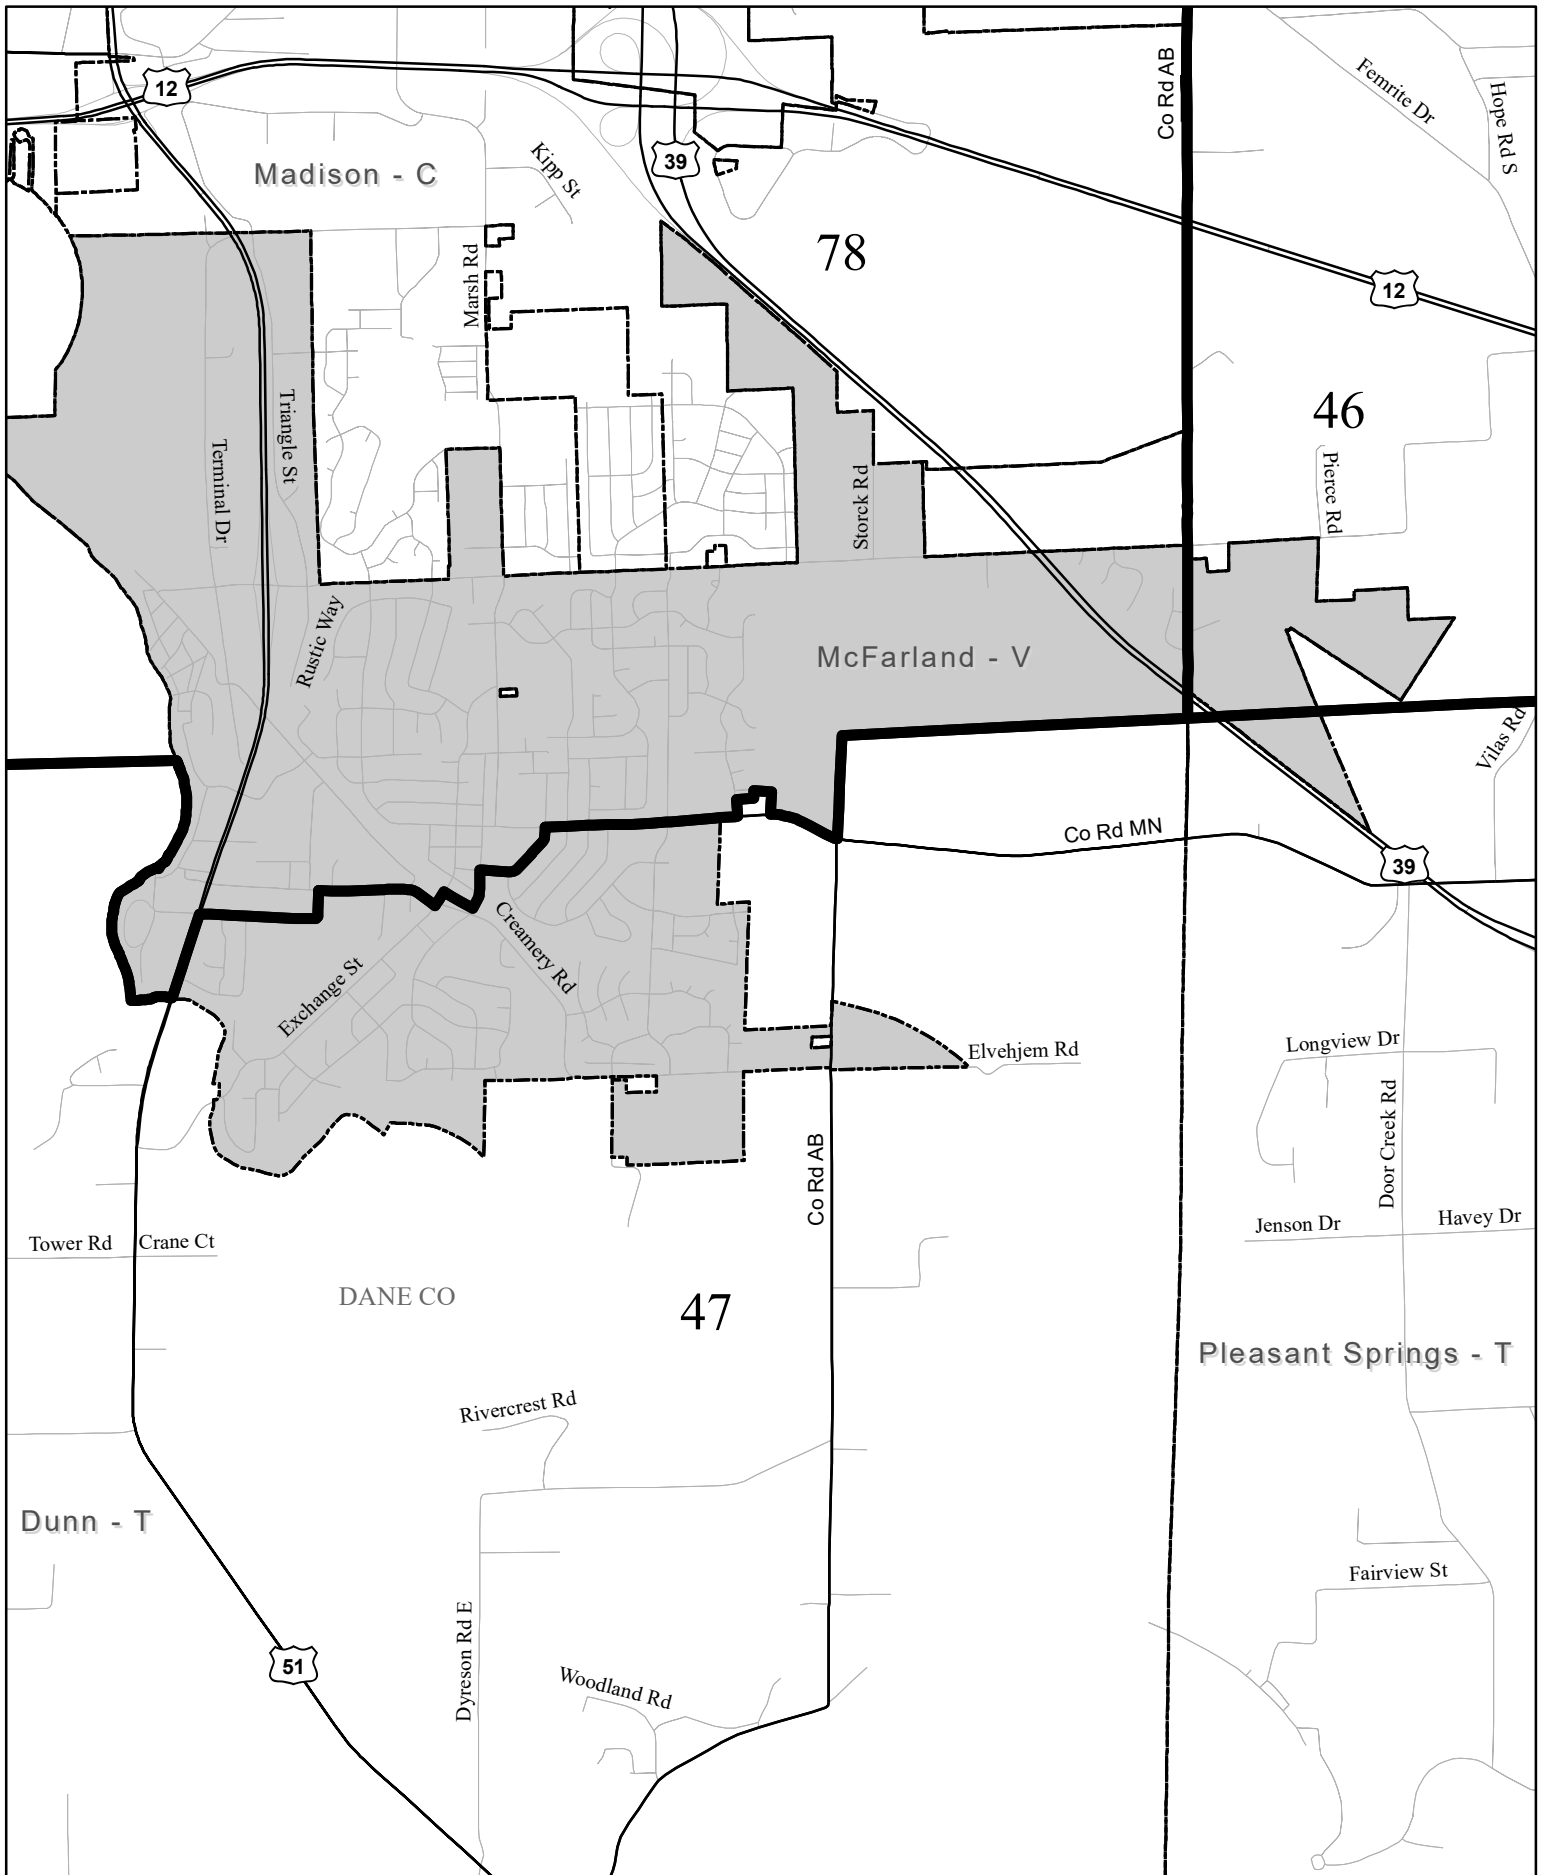 Co Rd AB
Femrite Dr
Hope Rd S
12
39
Kipp St
Madison - C
78
Marsh Rd
12
46
Triangle St
Terminal Dr
Storck Rd
Pierce Rd
Rustic Way
McFarland - V
Vilas Rd
Co Rd MN
39
Creamery Rd
Exchange St
Elvehjem Rd
Longview Dr
Door Creek Rd
Co Rd AB
Jenson Dr
Havey Dr
Tower Rd
Crane Ct
DANE CO
47
Pleasant Springs - T
Rivercrest Rd
Dunn - T
Fairview St
Dyreson Rd E
51
Woodland Rd